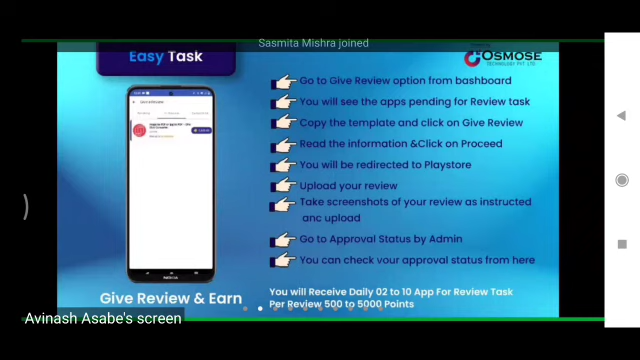 Sasmita Mishra joined
Easy Task
OSMOSE
TECHNOLOGY PVT LTD
Go to Give Review option from bashboard
You will see the apps pending for Review task
Copy the template and click on Give Review
Read the information &Click on Proceed
You will be redirected to Playstore
Upload your review
Take screenshots of your review as instructed
anc upload
Go to Approval Status by Admin
You can check your approval status from here
NOKIA
Give Review & Earn
You will Receive Daily 02 to 10 App For Review Task
Per Review 500 to 5000 Points
Avinash Asabe's screen